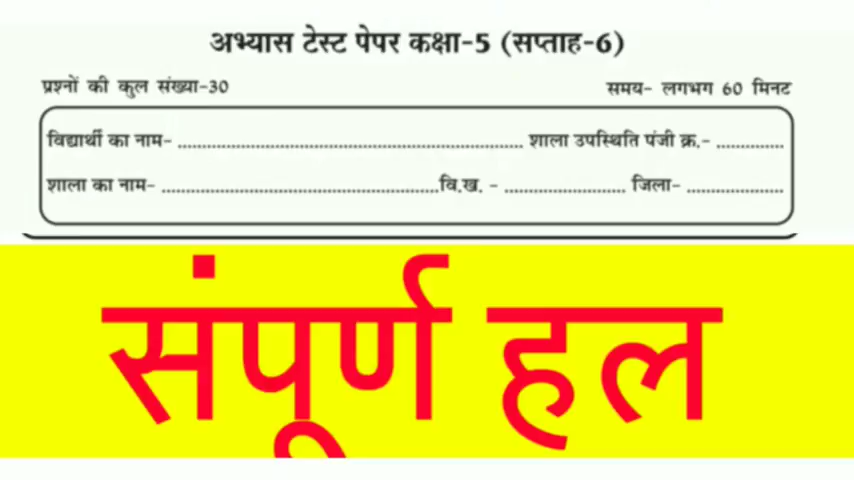 अभ्यास टेस्ट पेपर कक्षा-5 (सप्ताह-6)
प्रश्नों की कुल संख्या-30 समय- लगभग 60 मिनट
विद्यार्थी का नाम- ........................................ शाला उपस्थिति पंजी क्र.- ................
शाला का नाम- ........................................वि.ख. - ........................ जिला- ....................
संपूर्ण हल